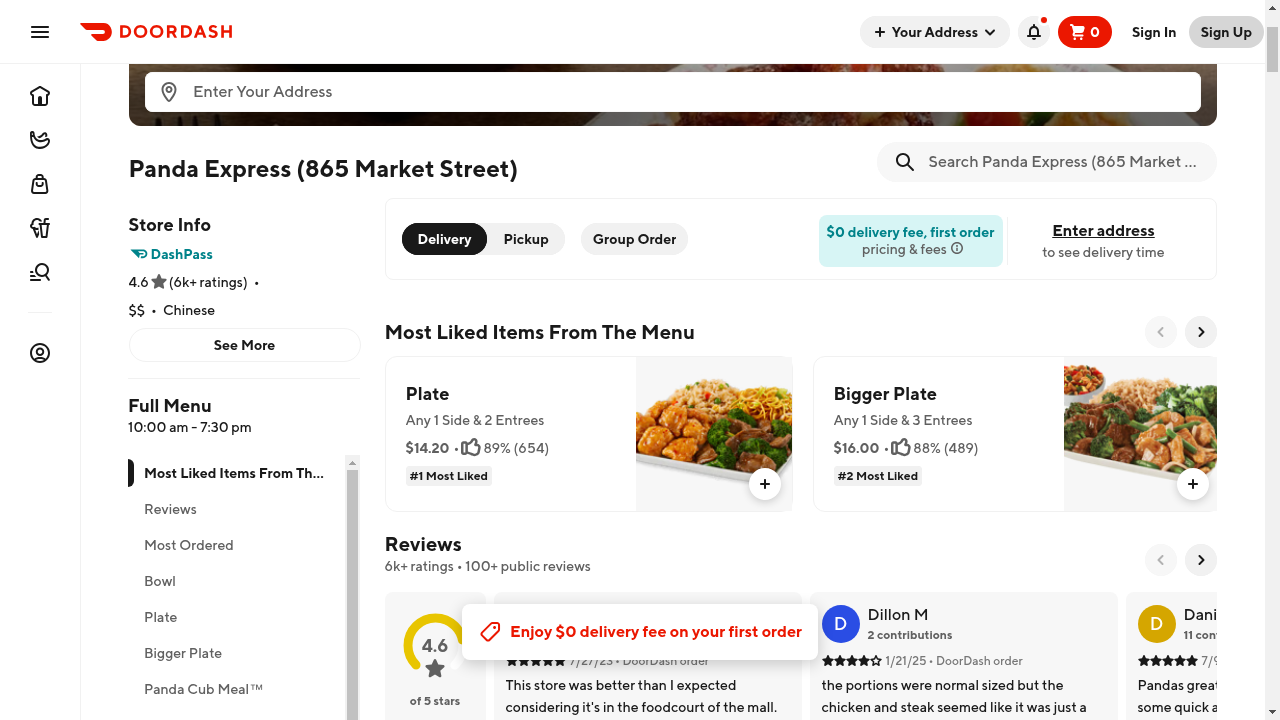 DOORDASH
Your Address
0
Sign In
Sign Up
Enter Your Address
Panda Express (865 Market Street)
Search Panda Express (865 Market ...
Store Info
DashPass
4.6 (6k+ ratings) •
$$ • Chinese
See More
Full Menu
10:00 am - 7:30 pm
Most Liked Items From Th...
Reviews
Most Ordered
Bowl
Plate
Bigger Plate
Panda Cub Meal™
Delivery
Pickup
Group Order
$0 delivery fee, first order
pricing & fees
Enter address
to see delivery time
Most Liked Items From The Menu
Plate
Any 1 Side & 2 Entrees
$14.20 • 89% (654)
#1 Most Liked
Bigger Plate
Any 1 Side & 3 Entrees
$16.00 • 88% (489)
#2 Most Liked
Reviews
6k+ ratings • 100+ public reviews
4.6
of 5 stars
Enjoy $0 delivery fee on your first order
7/27/23 • DoorDash order
This store was better than I expected
considering it's in the foodcourt of the mall.
D
Dillon M
2 contributions
1/21/25 • DoorDash order
the portions were normal sized but the
chicken and steak seemed like it was just a
D
Dani
11 con
7/9
Pandas great
some quick a